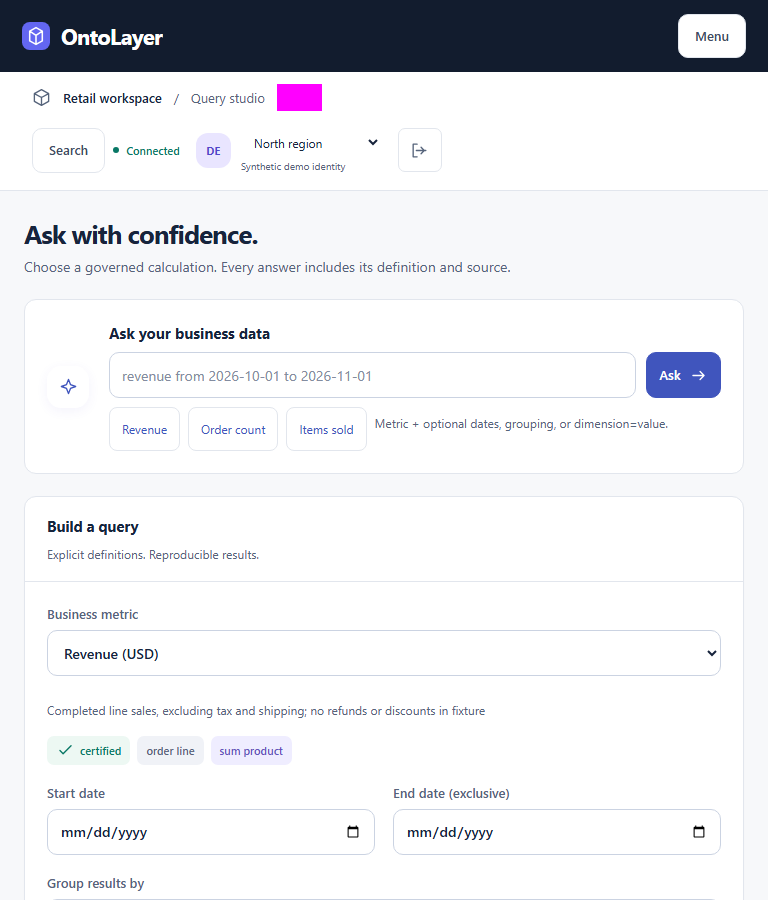 OntoLayer
Menu
Retail workspace / Query studio
Search
Connected
DE
North region
Synthetic demo identity
Ask with confidence.
Choose a governed calculation. Every answer includes its definition and source.
Ask your business data
revenue from 2026-10-01 to 2026-11-01
Ask
Revenue
Order count
Items sold
Metric + optional dates, grouping, or dimension=value.
Build a query
Explicit definitions. Reproducible results.
Business metric
Revenue (USD)
Completed line sales, excluding tax and shipping; no refunds or discounts in fixture
certified
order line
sum product
Start date
End date (exclusive)
mm/dd/yyyy
mm/dd/yyyy
Group results by